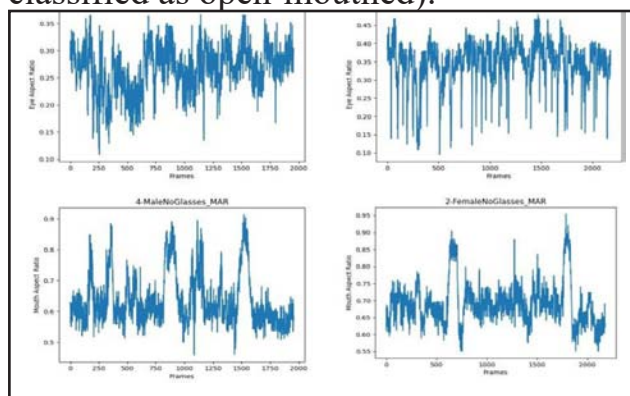 classified as open-mouthed).
0.35
0.30
0.25
0.20
0.15
0.10
Eye Aspect Ratio
0 250 500 750 1000 1250 1500 1750 2000
Frames
0.45
0.40
0.35
0.30
0.25
0.20
0.15
0.10
Eye Aspect Ratio
0 500 1000 1500 2000
Frames
4-MaleNoGlasses_MAR
0.9
0.8
0.7
0.6
0.5
Mouth Aspect Ratio
0 250 500 750 1000 1250 1500 1750 2000
Frames
2-FemaleNoGlasses_MAR
0.95
0.90
0.85
0.80
0.75
0.70
0.65
0.60
0.55
Mouth Aspect Ratio
0 500 1000 1500 2000
Frames